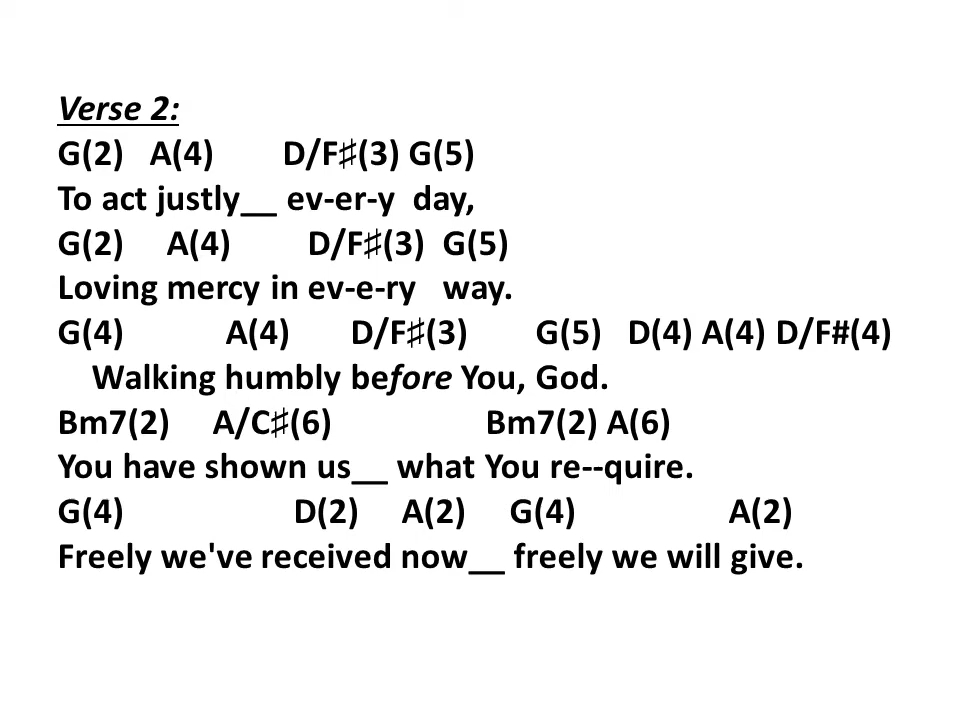 Verse 2:
G(2) A(4) D/F♯(3) G(5)
To act justly__ ev-er-y day,
G(2) A(4) D/F♯(3) G(5)
Loving mercy in ev-e-ry way.
G(4) A(4) D/F♯(3) G(5) D(4) A(4) D/F#(4)
Walking humbly before You, God.
Bm7(2) A/C♯(6) Bm7(2) A(6)
You have shown us__ what You re--quire.
G(4) D(2) A(2) G(4) A(2)
Freely we've received now__ freely we will give.